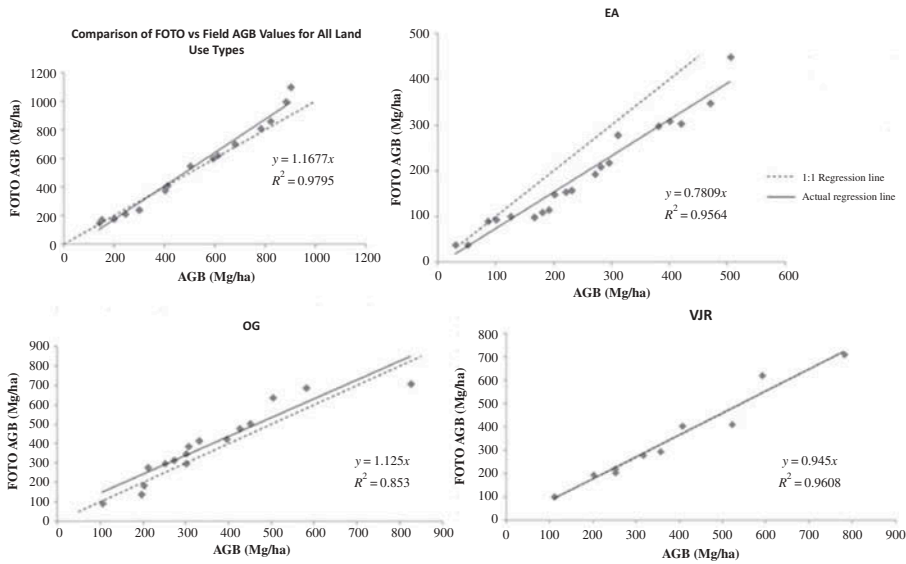 Comparison of FOTO vs Field AGB Values for All Land
Use Types
FOTO AGB (Mg/ha)
1200
1000
800
600
400
200
0
y = 1.1677x
R² = 0.9795
0 200 400 600 800 1000 1200
AGB (Mg/ha)
EA
FOTO AGB (Mg/ha)
500
400
300
200
100
0
y = 0.7809x
R² = 0.9564
0 100 200 300 400 500 600
AGB (Mg/ha)
1:1 Regression line
Actual regression line
OG
FOTO AGB (Mg/ha)
900
800
700
600
500
400
300
200
100
0
y = 1.125x
R² = 0.853
0 100 200 300 400 500 600 700 800 900
AGB (Mg/ha)
VJR
FOTO AGB (Mg/ha)
800
700
600
500
400
300
200
100
0
y = 0.945x
R² = 0.9608
0 100 200 300 400 500 600 700 800 900
AGB (Mg/ha)